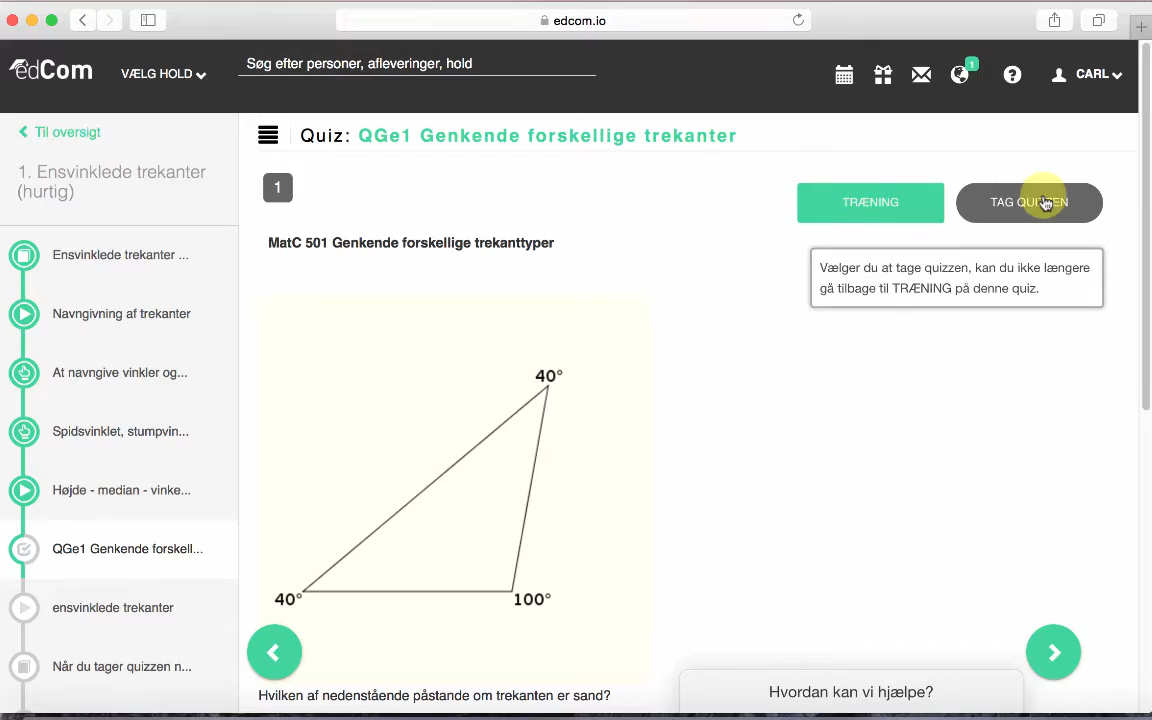 edcom.io
edCom
VÆLG HOLD
Søg efter personer, afleveringer, hold
1
CARL
Til oversigt
1. Ensvinklede trekanter
(hurtig)
Ensvinklede trekanter ...
Navngivning af trekanter
At navngive vinkler og...
Spidsvinklet, stumpvin...
Højde - median - vinke...
QGe1 Genkende forskell...
ensvinklede trekanter
Når du tager quizzen n...
Quiz: QGe1 Genkende forskellige trekanter
1
TRÆNING
TAG QUIZZEN
MatC 501 Genkende forskellige trekanttyper
Vælger du at tage quizzen, kan du ikke længere
gå tilbage til TRÆNING på denne quiz.
40°
40°
100°
Hvilken af nedenstående påstande om trekanten er sand?
Hvordan kan vi hjælpe?